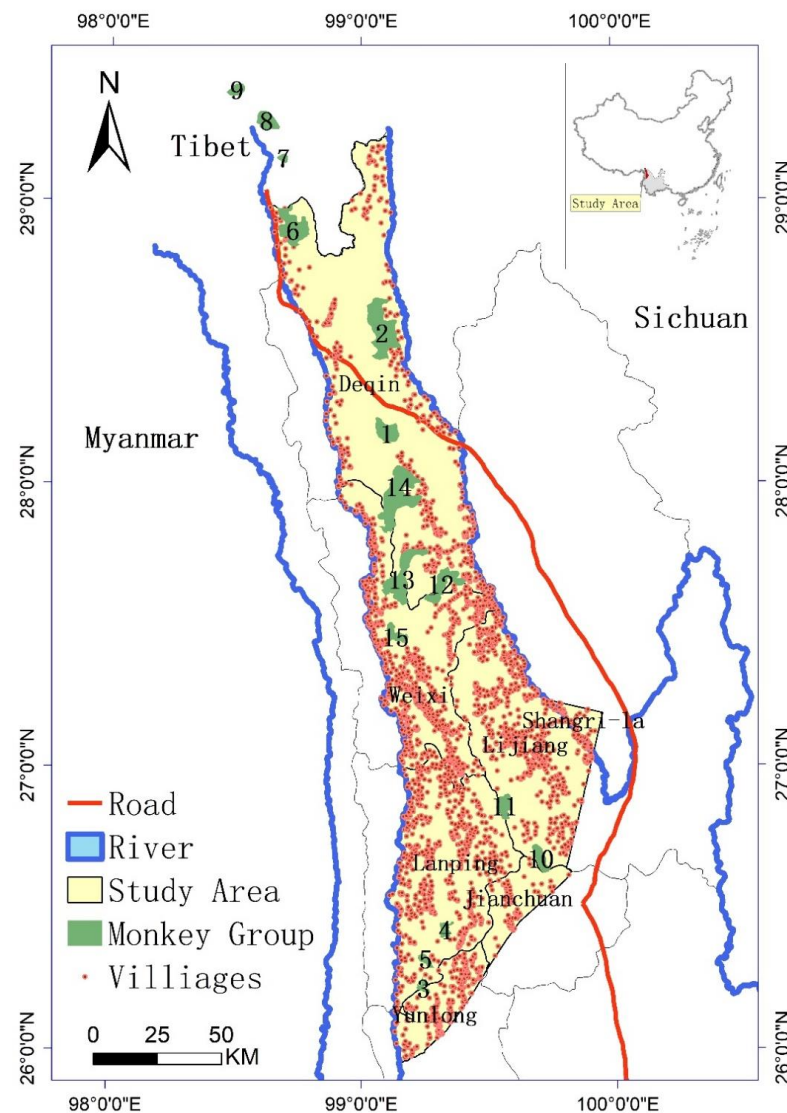 98°0'0"E 99°0'0"E 100°0'0"E
N
9
8
Tibet
7
29°0'0"N
29°0'0"N
Study Area
6
2
Sichuan
Deqin
1
Myanmar
28°0'0"N
28°0'0"N
14
13
12
15
Weixi
Shangri-la
Lijiang
27°0'0"N
27°0'0"N
11
10
Lanping
Jianchuan
4
5
3
Yunlong
Road
River
Study Area
Monkey Group
Villiages
0 25 50
KM
26°0'0"N
26°0'0"N
98°0'0"E 99°0'0"E 100°0'0"E